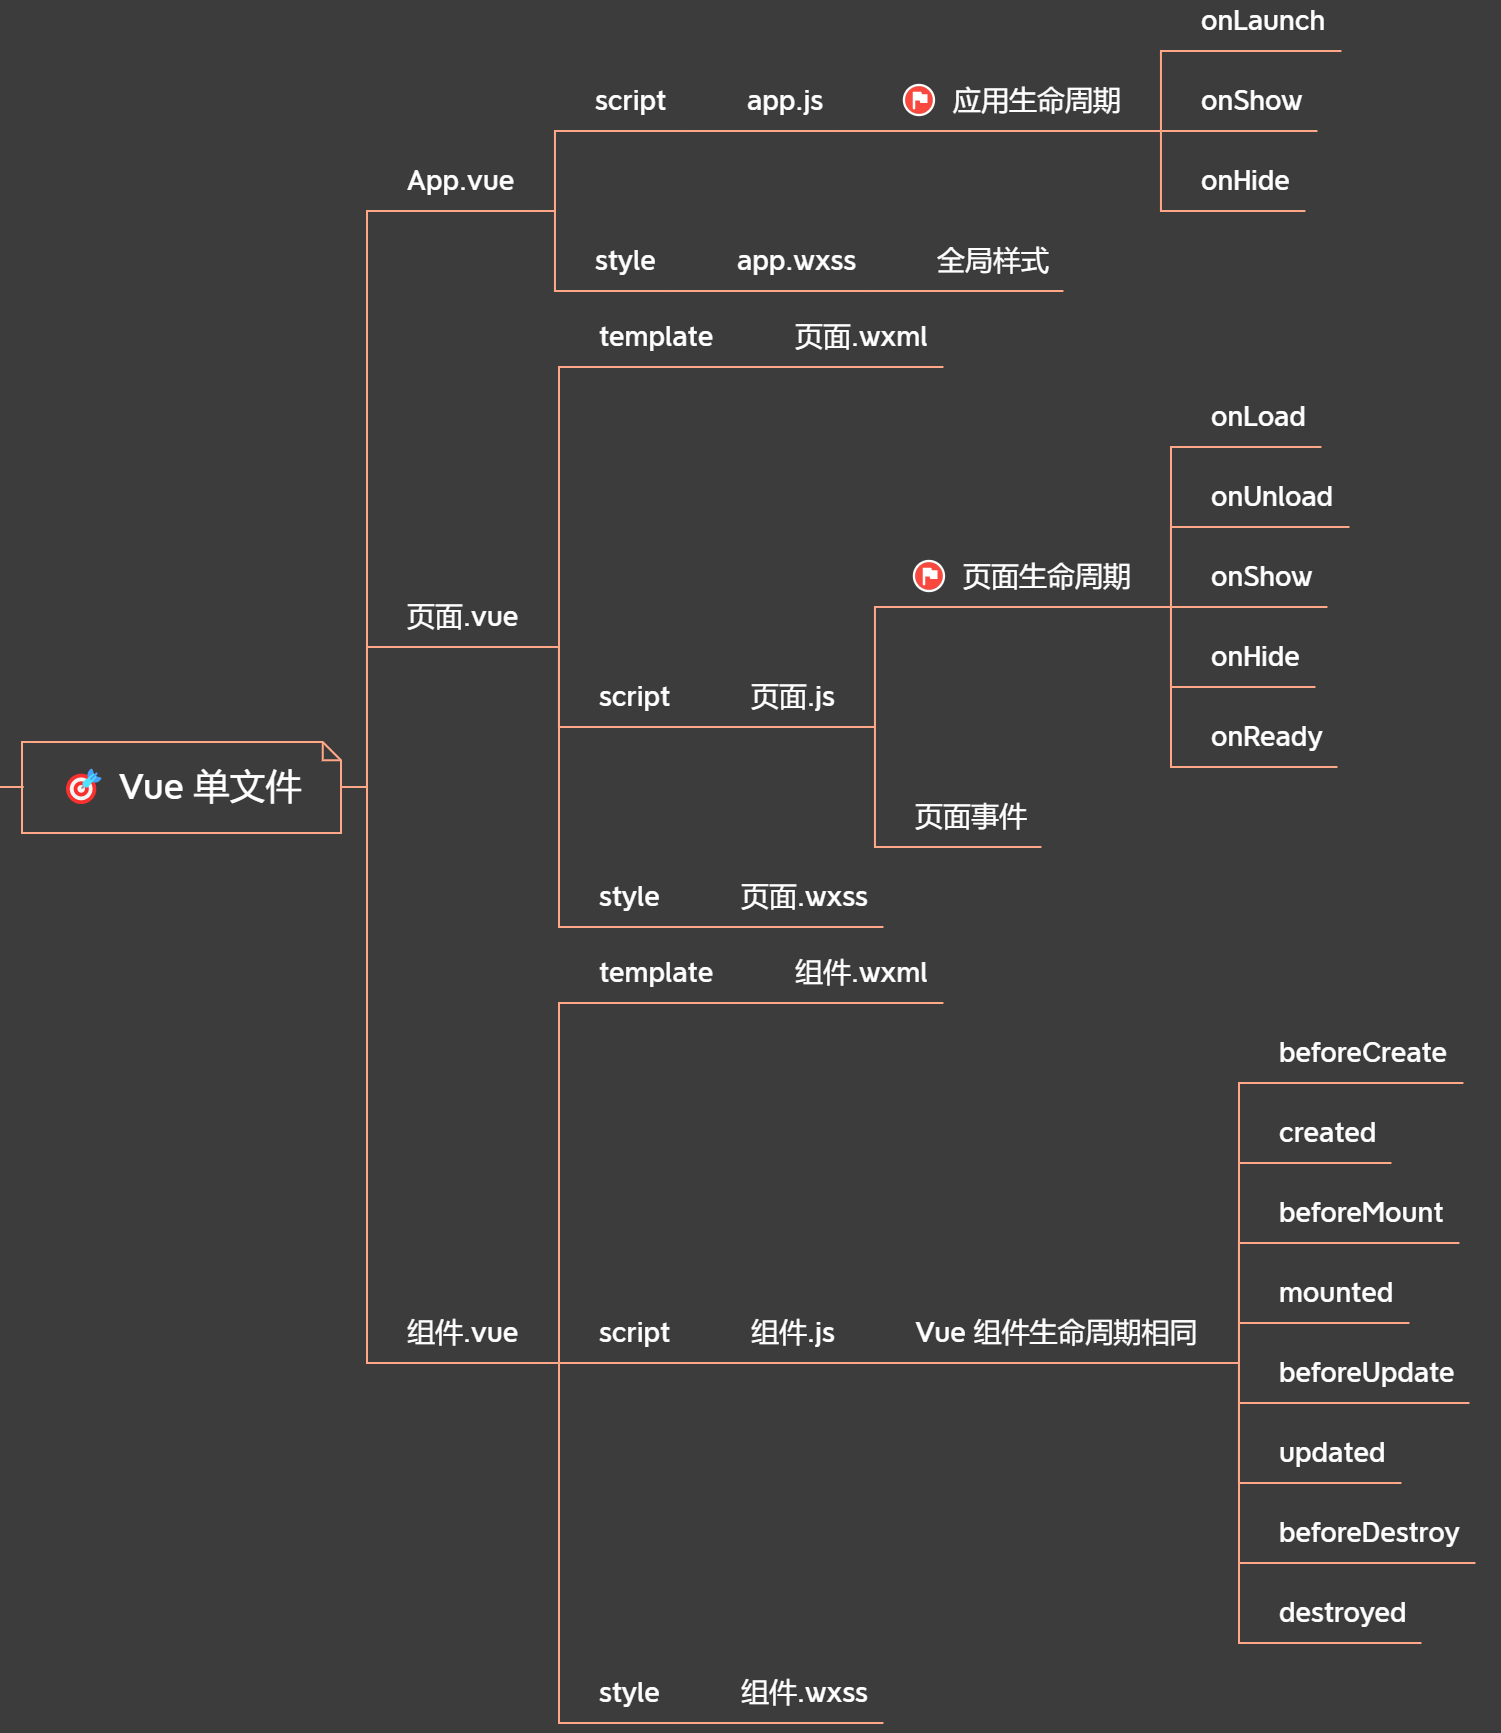 onLaunch
script app.js 应用生命周期 onShow
App.vue onHide
style app.wxss 全局样式
template 页面.wxml
onLoad
onUnload
页面生命周期 onShow
页面.vue
onHide
script 页面.js
onReady
Vue 单文件
页面事件
style 页面.wxss
template 组件.wxml
beforeCreate
created
beforeMount
mounted
组件.vue script 组件.js Vue 组件生命周期相同
beforeUpdate
updated
beforeDestroy
destroyed
style 组件.wxss